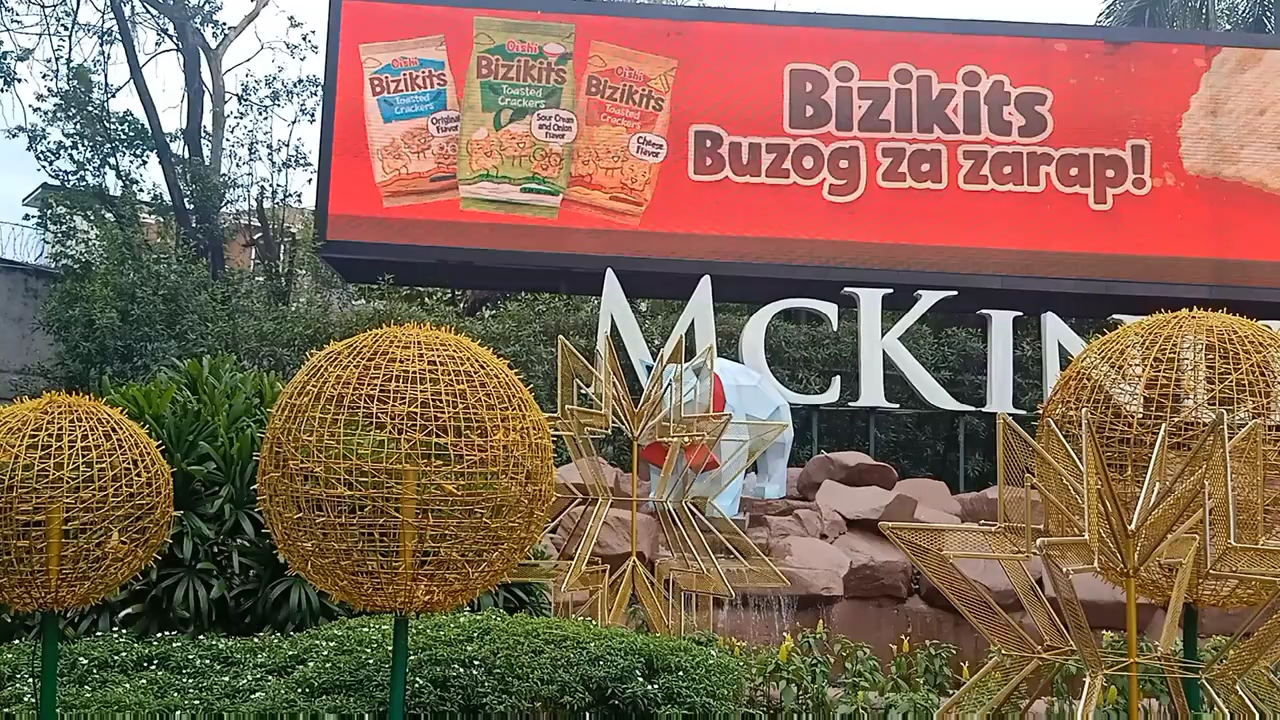 Oishi
Bizikits
Toasted
Crackers
Original
Flavor
Oishi
Bizikits
Toasted
Crackers
Sour Cream
and Onion
Flavor
Oishi
Bizikits
Toasted
Crackers
Cheese
Flavor
Bizikits
Buzog za zarap!
MCKIN